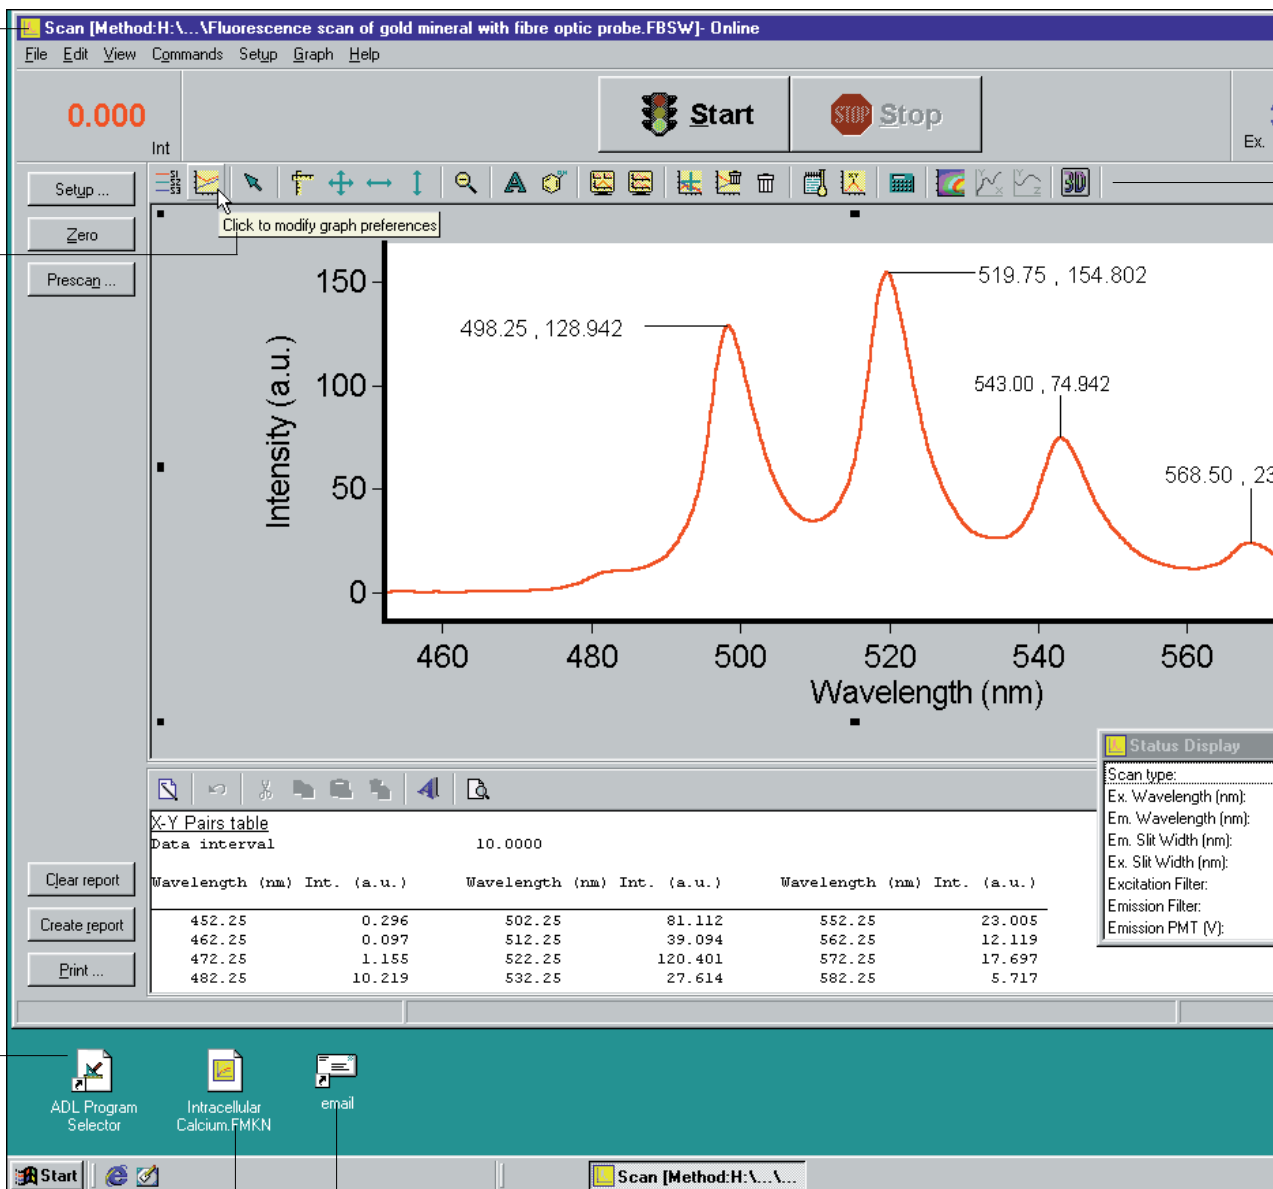 Scan [Method:H:\...\Fluorescence scan of gold mineral with fibre optic probe.FBSW]- Online
File Edit View Commands Setup Graph Help
0.000
Int
Start
STOP Stop
Ex.
Setup ...
Zero
Prescan ...
3D
Click to modify graph preferences
150
100
50
0
Intensity (a.u.)
498.25 , 128.942
519.75 , 154.802
543.00 , 74.942
568.50 , 23
460 480 500 520 540 560
Wavelength (nm)
Status Display
Scan type:
Ex. Wavelength (nm):
Em. Wavelength (nm):
Em. Slit Width (nm):
Ex. Slit Width (nm):
Excitation Filter:
Emission Filter:
Emission PMT (V):
X-Y Pairs table
Data interval 10.0000
Wavelength (nm) Int. (a.u.) Wavelength (nm) Int. (a.u.) Wavelength (nm) Int. (a.u.)
452.25 0.296 502.25 81.112 552.25 23.005
462.25 0.097 512.25 39.094 562.25 12.119
472.25 1.155 522.25 120.401 572.25 17.697
482.25 10.219 532.25 27.614 582.25 5.717
Clear report
Create report
Print ...
ADL Program
Selector
Intracellular
Calcium.FMKN
email
Start
Scan [Method:H:\...\...